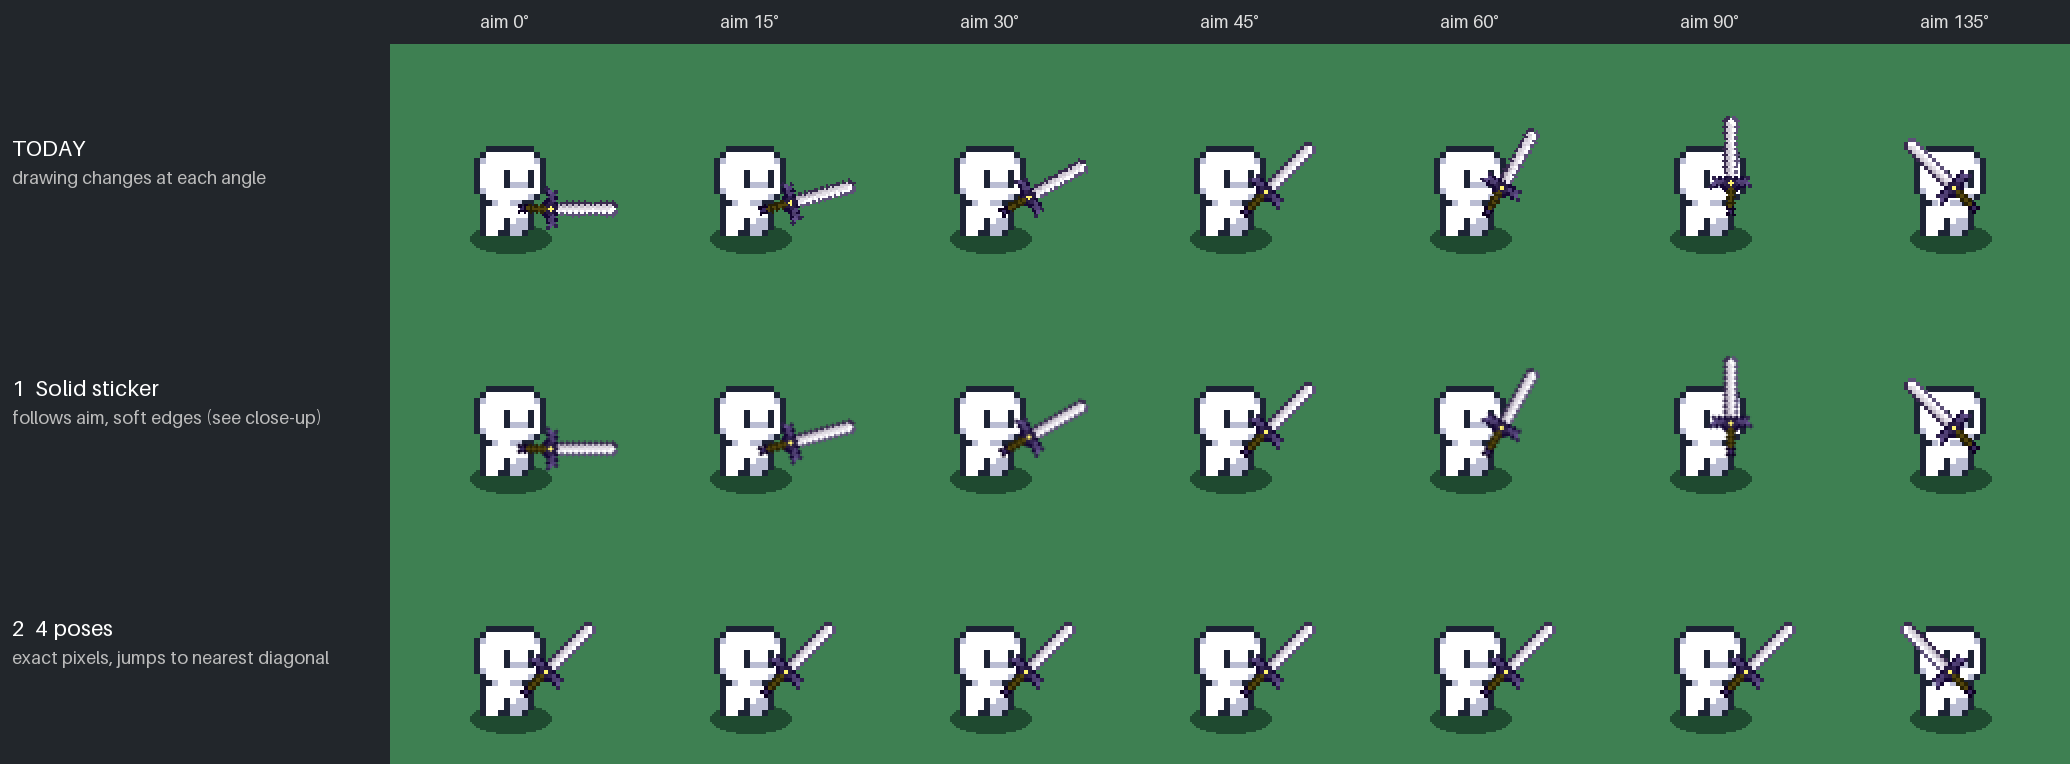 aim 0° aim 15° aim 30° aim 45° aim 60° aim 90° aim 135°
TODAY
drawing changes at each angle
1 Solid sticker
follows aim, soft edges (see close-up)
2 4 poses
exact pixels, jumps to nearest diagonal